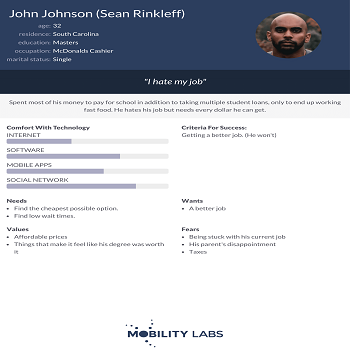 John Johnson (Sean Rinkleff)
age: 32
residence: South Carolina
education: Masters
occupation: McDonalds Cashier
marital status: Single
"I hate my job"
Spent most of his money to pay for school in addition to taking multiple student loans, only to end up working
fast food. He hates his job but needs every dollar he can get.
Comfort With Technology
INTERNET
SOFTWARE
MOBILE APPS
SOCIAL NETWORK
Criteria For Success:
Getting a better job. (He won't)
Needs
• Find the cheapest possible option.
• Find low wait times.
Wants
• A better job
Values
• Affordable prices
• Things that make it feel like his degree was worth
it
Fears
• Being stuck with his current job
• His parent's disappointment
• Taxes
MOBILITY LABS